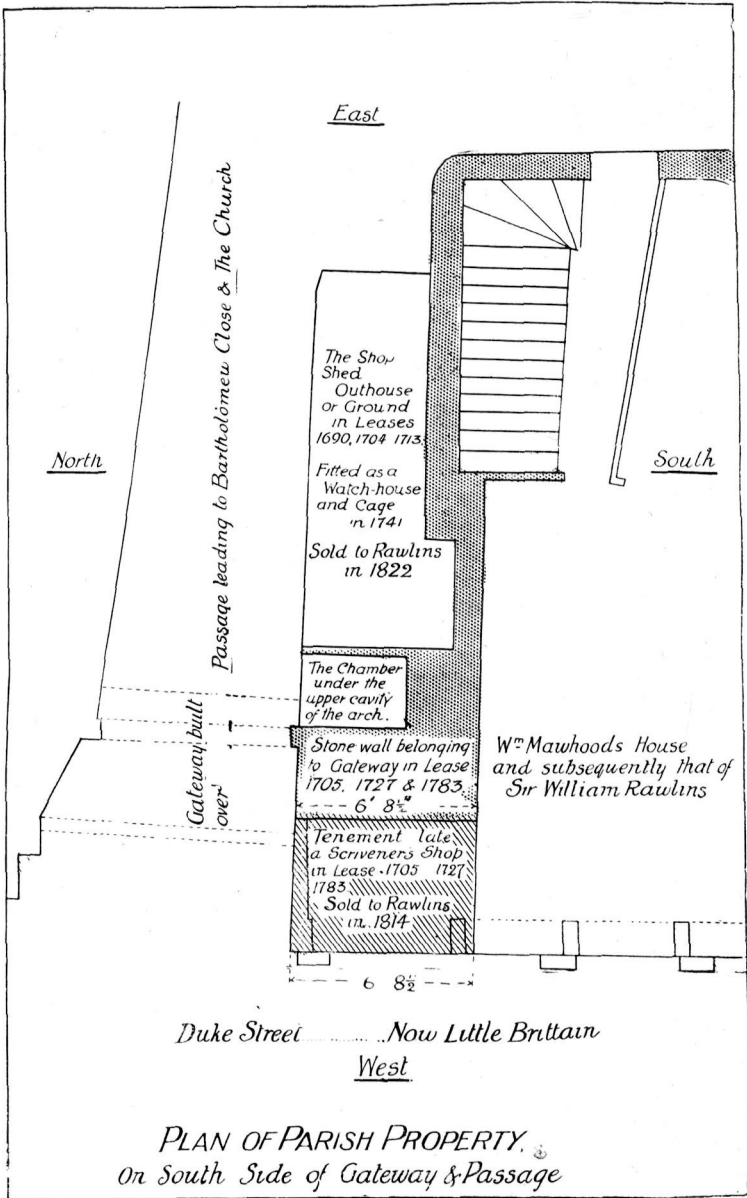 East
Passage leading to Bartholomew Close & The Church
The Shop
Shed
Outhouse
or Ground
in Leases
1690, 1704 1713.
Fitted as a
Watch-house
and Cage
in 1741
Sold to Rawlins
in 1822
North
South
The Chamber
under the
upper cavity
of the arch.
Gateway built
over
Stone wall belonging
to Gateway in Lease
1705, 1727 & 1783.
6' 8½"
Wm Mawhoods House
and subsequently that of
Sir William Rawlins
Tenement late
a Scriveners Shop
in Lease . 1705 1727
1783.
Sold to Rawlins
in. 1814
6 8½
Duke Street ........ Now Little Brittain
West
PLAN OF PARISH PROPERTY.
On South Side of Gateway & Passage